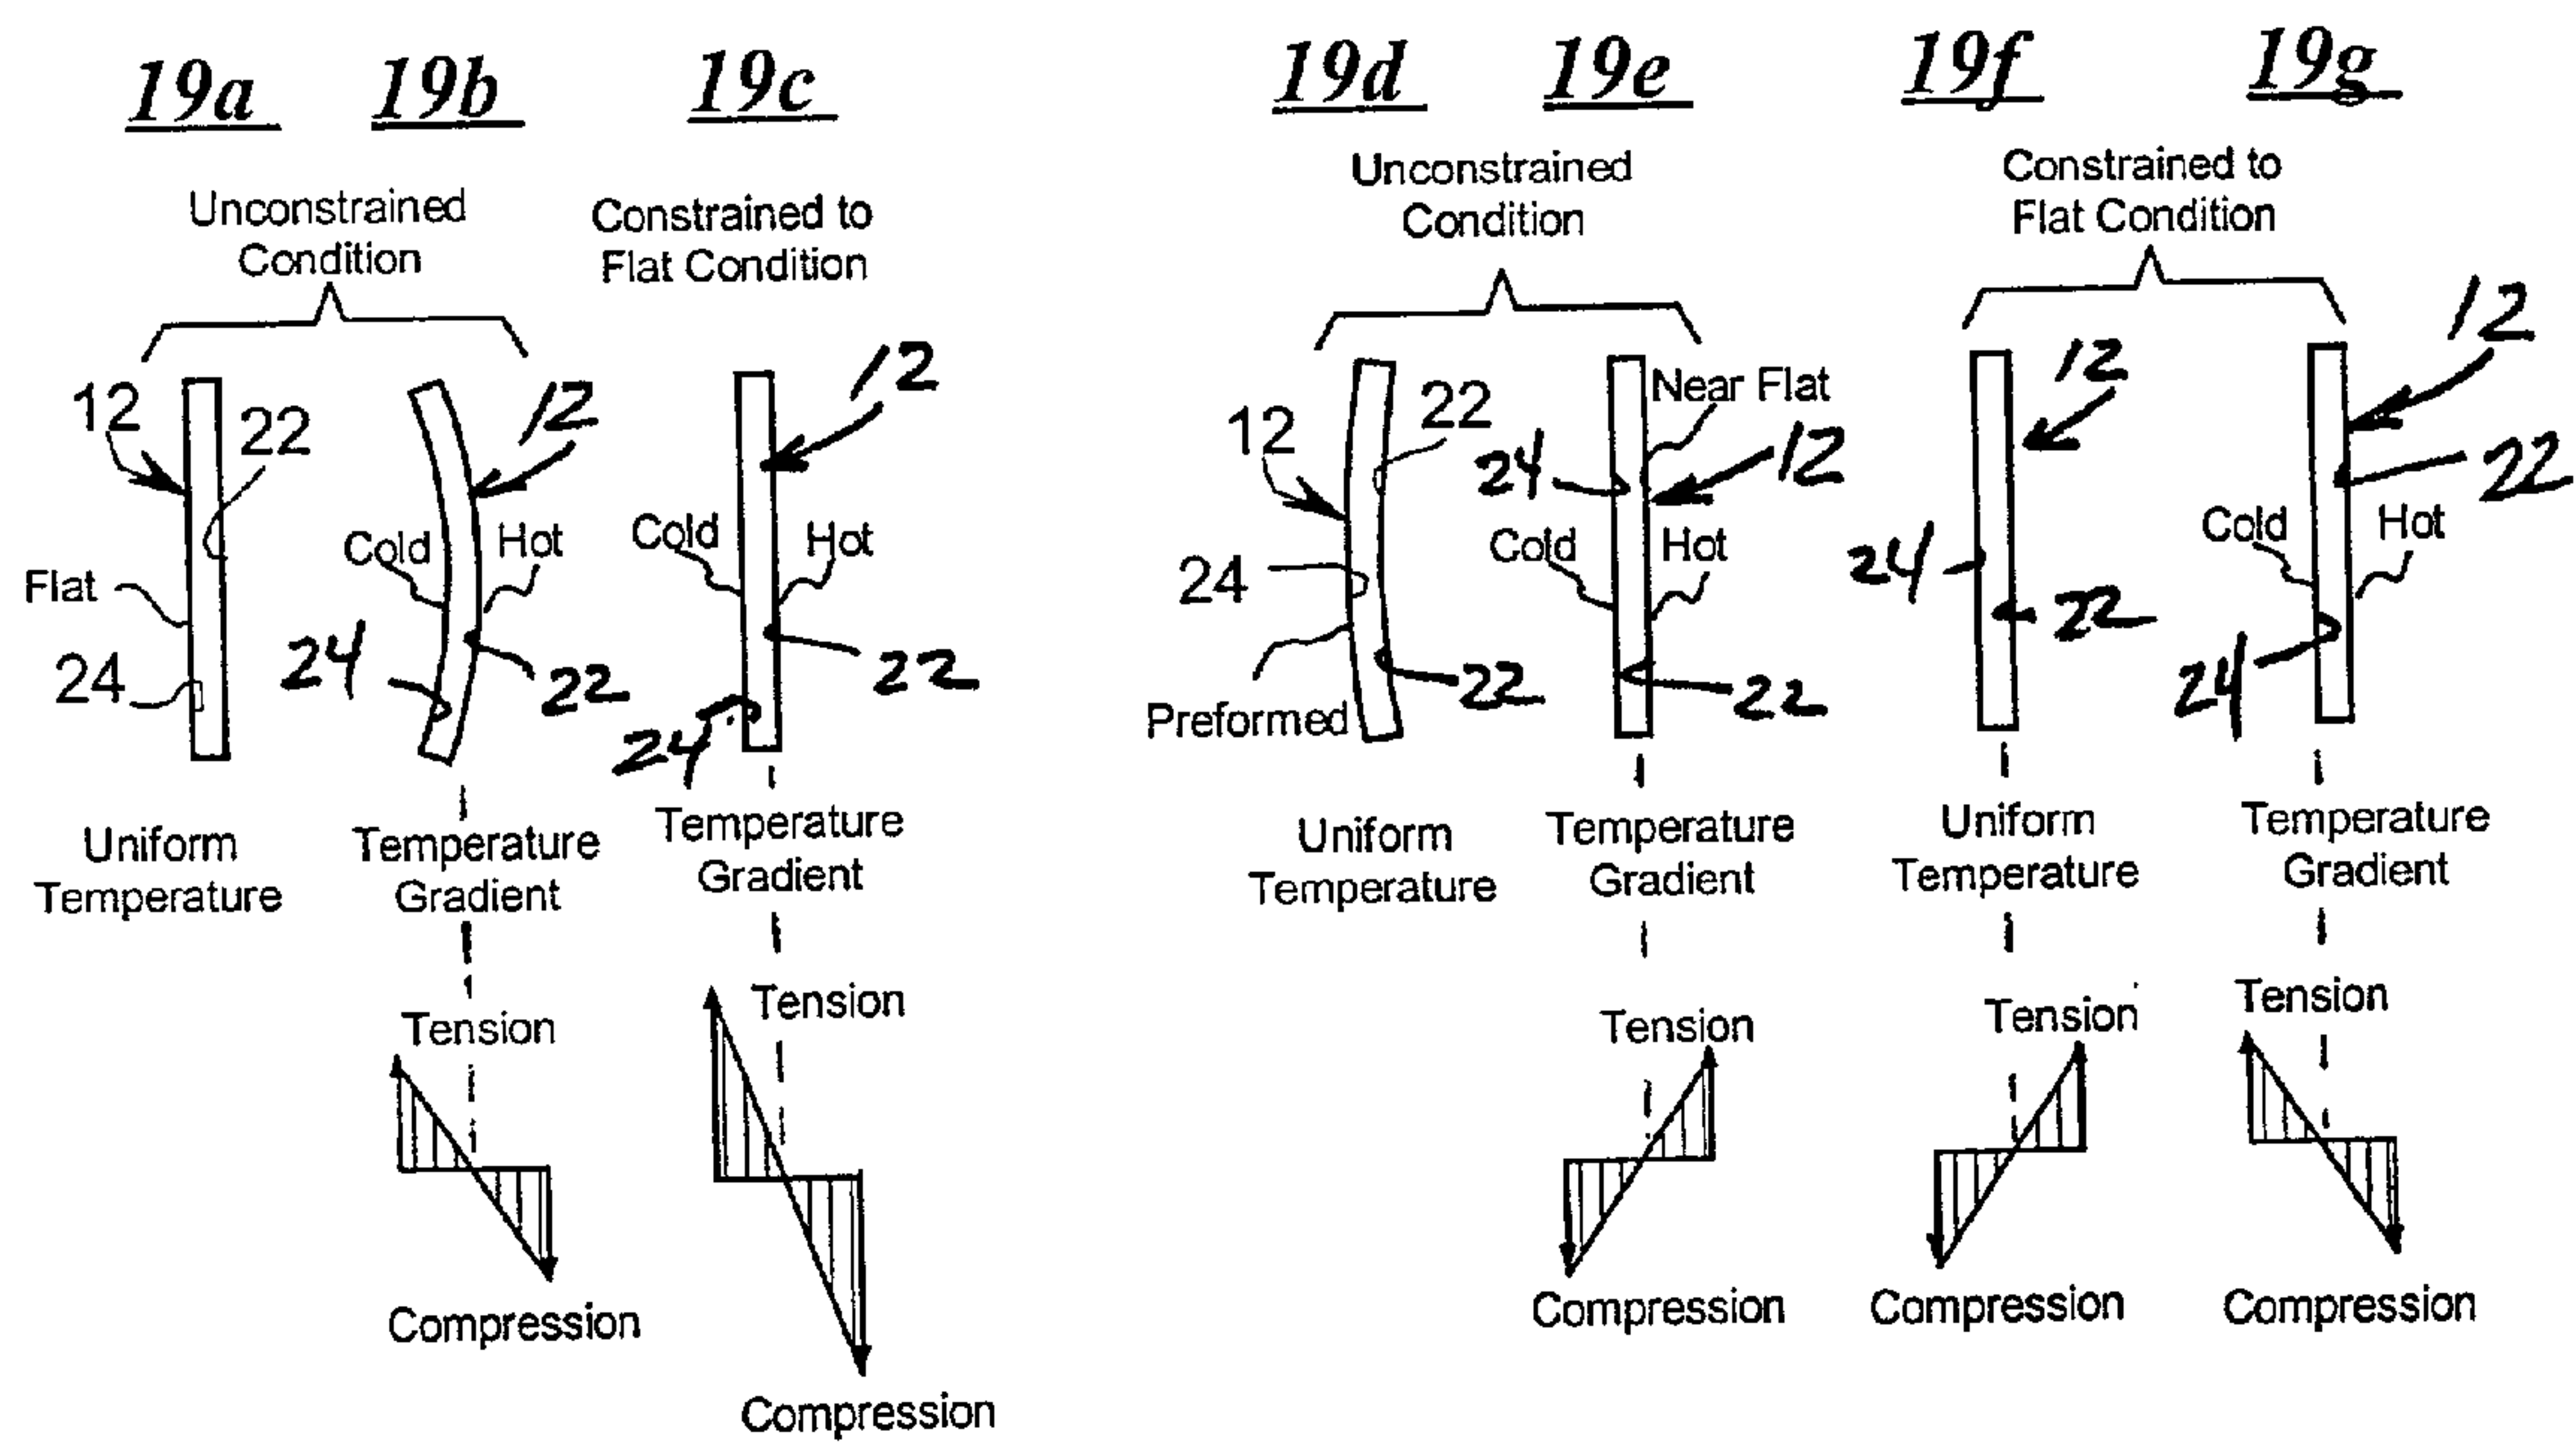 19a 19b 19c 19d 19e 19f 19g
Unconstrained
Condition
Constrained to
Flat Condition
Unconstrained
Condition
Constrained to
Flat Condition
12
22
Flat
24
12
Cold
Hot
24
22
12
Cold
Hot
22
24
12
22
24
22
Preformed
Near Flat
24
12
Cold
Hot
22
12
24
22
12
22
Cold
Hot
24
Uniform
Temperature
Temperature
Gradient
Temperature
Gradient
Uniform
Temperature
Temperature
Gradient
Uniform
Temperature
Temperature
Gradient
Tension
Compression
Tension
Compression
Tension
Compression
Tension
Compression
Tension
Compression